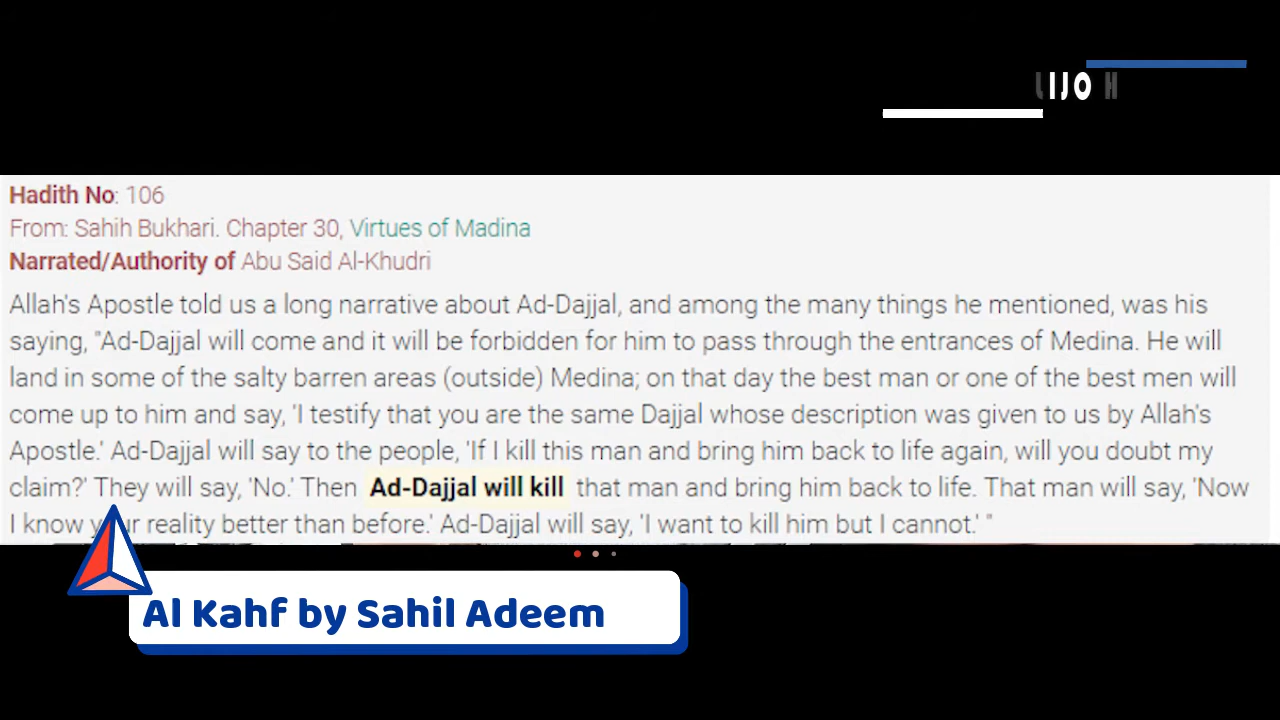 IJO
Hadith No: 106
From: Sahih Bukhari. Chapter 30, Virtues of Madina
Narrated/Authority of Abu Said Al-Khudri
Allah's Apostle told us a long narrative about Ad-Dajjal, and among the many things he mentioned, was his
saying, "Ad-Dajjal will come and it will be forbidden for him to pass through the entrances of Medina. He will
land in some of the salty barren areas (outside) Medina; on that day the best man or one of the best men will
come up to him and say, 'I testify that you are the same Dajjal whose description was given to us by Allah's
Apostle.' Ad-Dajjal will say to the people, 'If I kill this man and bring him back to life again, will you doubt my
claim?' They will say, 'No.' Then Ad-Dajjal will kill that man and bring him back to life. That man will say, 'Now
I know your reality better than before.' Ad-Dajjal will say, 'I want to kill him but I cannot.' "
Al Kahf by Sahil Adeem